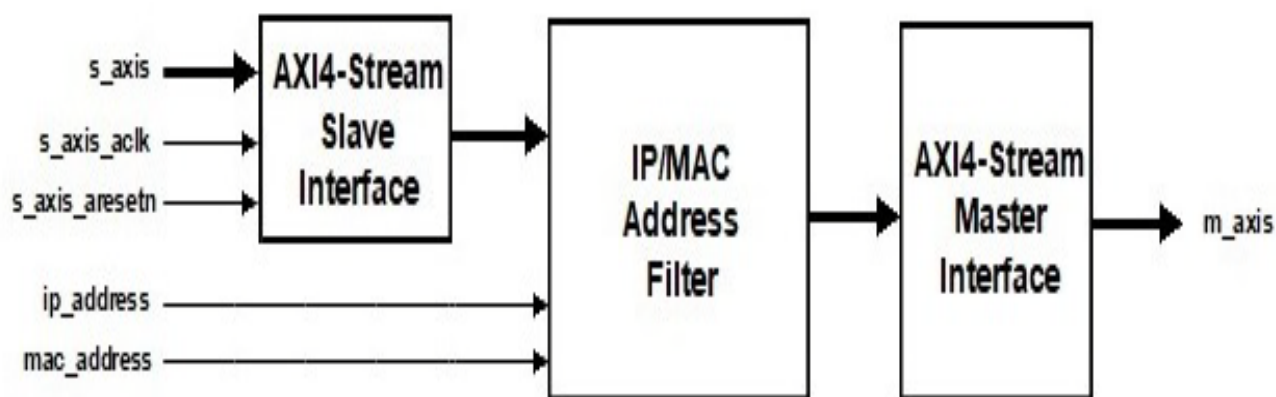 s_axis
s_axis_aclk
s_axis_aresetn
AXI4-Stream
Slave
Interface
ip_address
mac_address
IP/MAC
Address
Filter
AXI4-Stream
Master
Interface
m_axis